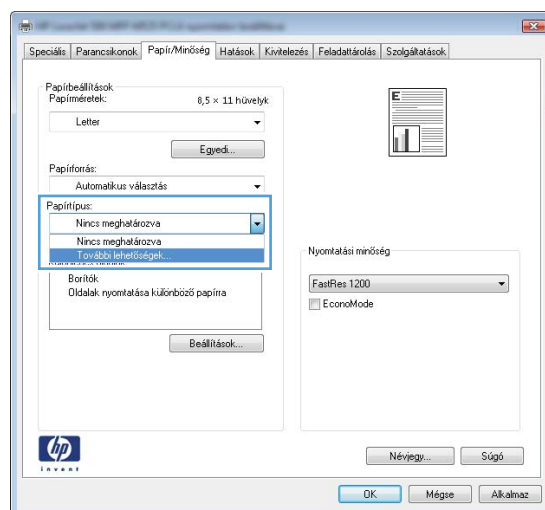 Speciális Parancsikonok Papír/Minőség Hatások Kivitelezés Feladattárolás Szolgáltatások
Papírbeállítások
Papírméretek: 8,5 × 11 hüvelyk
Letter
Egyedi...
Papírforrás:
Automatikus választás
Papírtípus:
Nincs meghatározva
Nincs meghatározva
További lehetőségek...
Borítók
Oldalak nyomtatása különböző papírra
Beállítások...
E
Nyomtatási minőség
FastRes 1200
EconoMode
hp
invent
Névjegy... Súgó
OK Mégse Alkalmaz